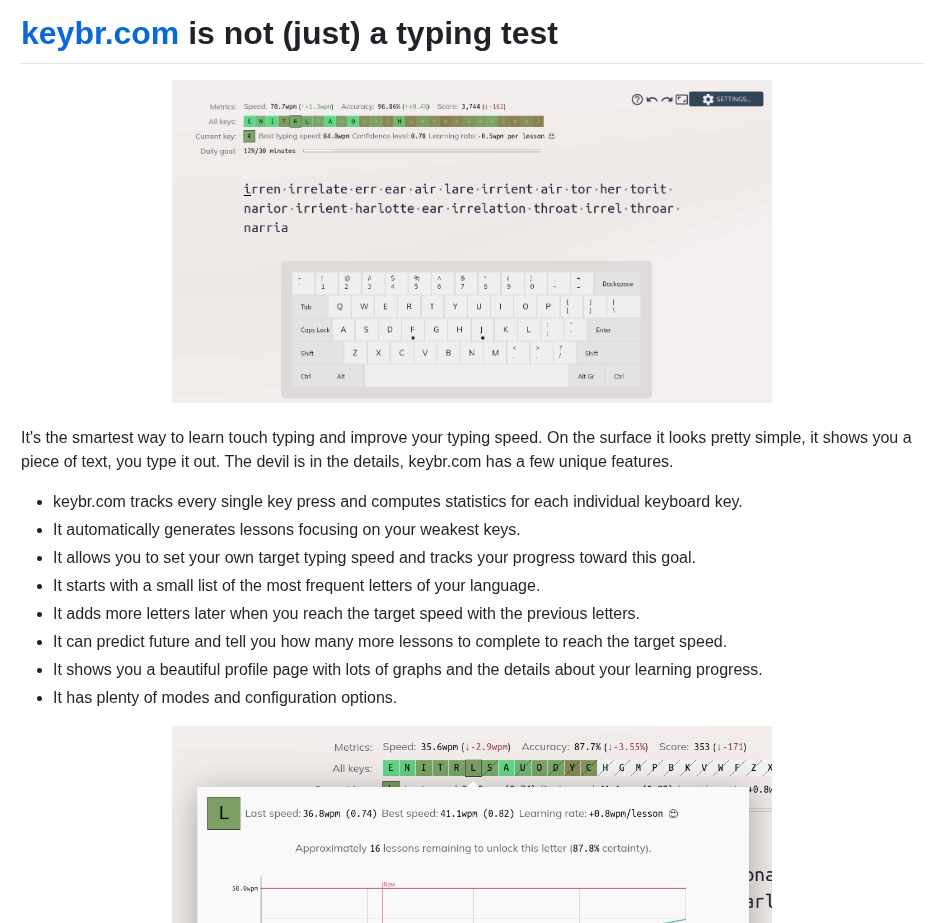 keybr.com is not (just) a typing test
Metrics: Speed: 70.7wpm (↑+1.3wpm) Accuracy: 96.06% (↑+0.4%) Score: 3,744 (↓-162)
SETTINGS...
All keys: E N I T R L S A U O D Y C H
Current key: R Best typing speed: 84.0wpm Confidence level: 0.78 Learning rate: -0.5wpm per lesson
Daily goal: 12%/30 minutes
irren·irrelate·err·ear·air·lare·irrient·air·tor·her·torit·
narior·irrient·harlotte·ear·irrelation·throat·irrel·throar·
narria
~ ! @ # $ % ^ & * ( ) _ +
` 1 2 3 4 5 6 7 8 9 0 - = Backspace
Tab Q W E R T Y U I O P { [ } ] | \
Caps Lock A S D F G H J K L : ; " ' Enter
Shift Z X C V B N M < , > . ? / Shift
Ctrl Alt Alt Gr Ctrl
It's the smartest way to learn touch typing and improve your typing speed. On the surface it looks pretty simple, it shows you a
piece of text, you type it out. The devil is in the details, keybr.com has a few unique features.
• keybr.com tracks every single key press and computes statistics for each individual keyboard key.
• It automatically generates lessons focusing on your weakest keys.
• It allows you to set your own target typing speed and tracks your progress toward this goal.
• It starts with a small list of the most frequent letters of your language.
• It adds more letters later when you reach the target speed with the previous letters.
• It can predict future and tell you how many more lessons to complete to reach the target speed.
• It shows you a beautiful profile page with lots of graphs and the details about your learning progress.
• It has plenty of modes and configuration options.
Metrics: Speed: 35.6wpm (↓-2.9wpm) Accuracy: 87.7% (↓-3.55%) Score: 353 (↓-171)
All keys: E N I T R L S A U O D Y C H G M P B K V W F Z X
+0.8w
L Last speed: 36.8wpm (0.74) Best speed: 41.1wpm (0.82) Learning rate: +0.8wpm/lesson
Approximately 16 lessons remaining to unlock this letter (87.8% certainty).
ona
Now
50.0wpm
arl